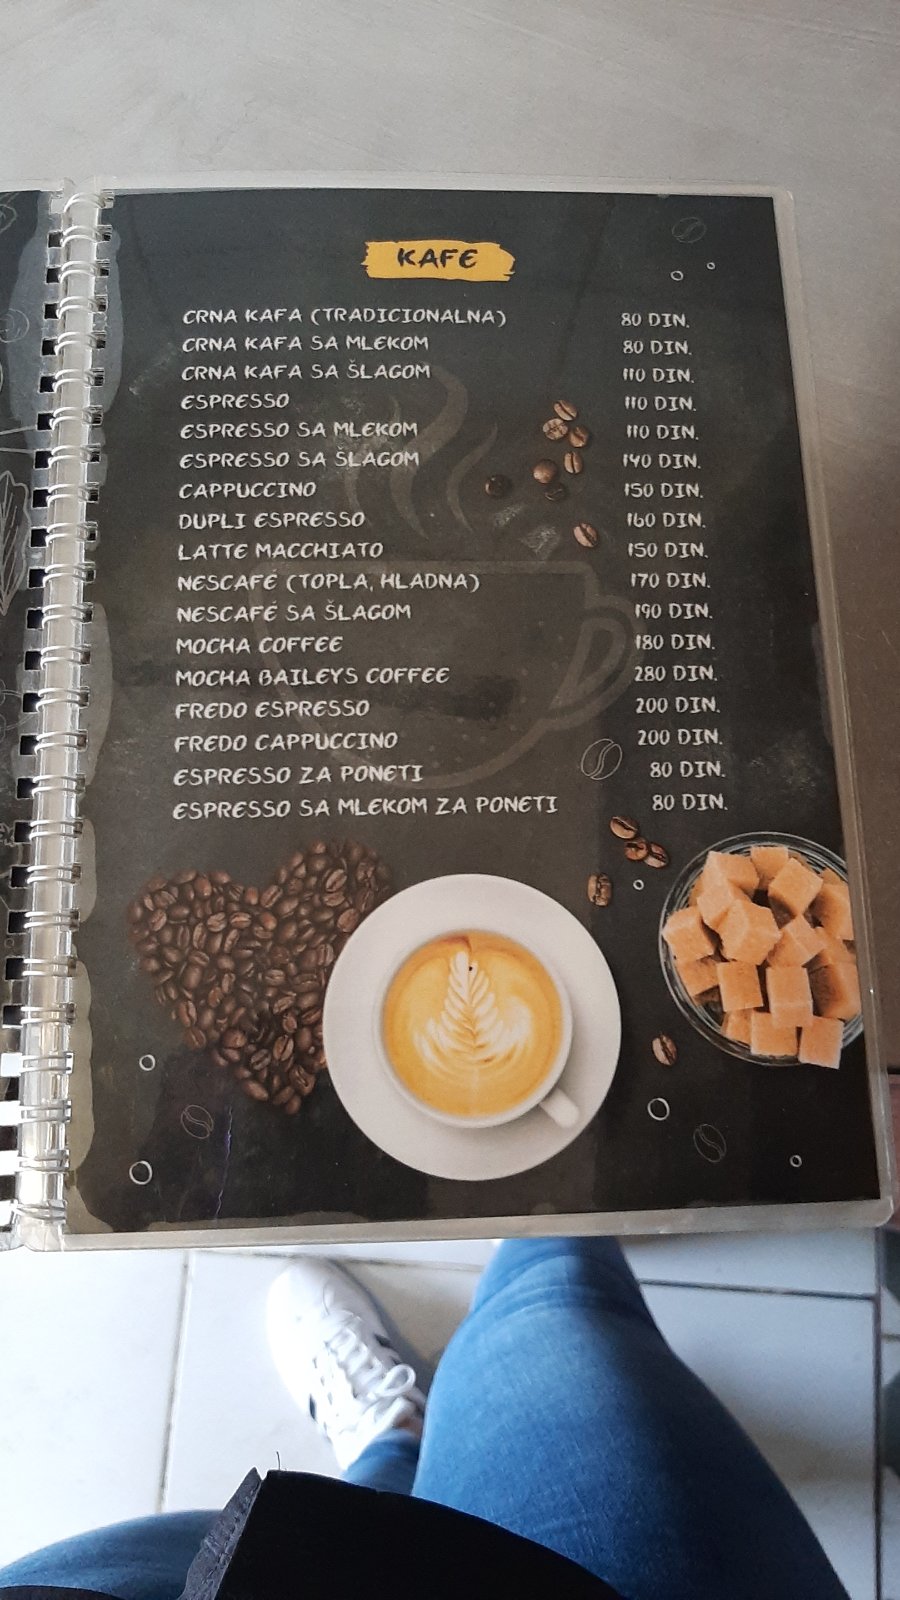 KAFE
CRNA KAFA (TRADICIONALNA) 80 DIN.
CRNA KAFA SA MLEKOM 80 DIN.
CRNA KAFA SA ŠLAGOM 110 DIN.
ESPRESSO 110 DIN.
ESPRESSO SA MLEKOM 110 DIN.
ESPRESSO SA ŠLAGOM 140 DIN.
CAPPUCCINO 150 DIN.
DUPLI ESPRESSO 160 DIN.
LATTE MACCHIATO 150 DIN.
NESCAFÉ (TOPLA, HLADNA) 170 DIN.
NESCAFÉ SA ŠLAGOM 190 DIN.
MOCHA COFFEE 180 DIN.
MOCHA BAILEYS COFFEE 280 DIN.
FREDO ESPRESSO 200 DIN.
FREDO CAPPUCCINO 200 DIN.
ESPRESSO ZA PONETI 80 DIN.
ESPRESSO SA MLEKOM ZA PONETI 80 DIN.